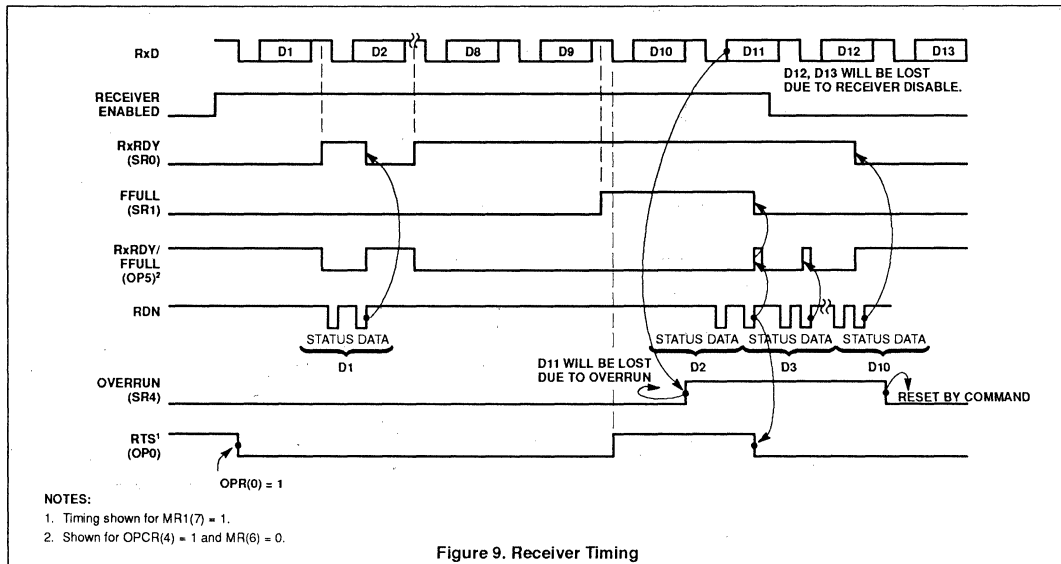 RxD
D1
D2
D8
D9
D10
D11
D12
D13
D12, D13 WILL BE LOST
DUE TO RECEIVER DISABLE.
RECEIVER
ENABLED
RxRDY
(SR0)
FFULL
(SR1)
RxRDY/
FFULL
(OP5)²
RDN
STATUS DATA
D1
STATUS DATA
D2
STATUS DATA
D3
STATUS DATA
D10
D11 WILL BE LOST
DUE TO OVERRUN
OVERRUN
(SR4)
RESET BY COMMAND
RTS¹
(OP0)
OPR(0) = 1
NOTES:
1. Timing shown for MR1(7) = 1.
2. Shown for OPCR(4) = 1 and MR(6) = 0.
Figure 9. Receiver Timing